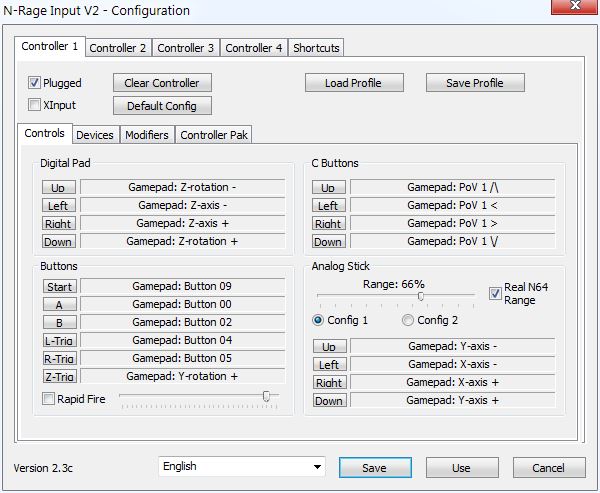 N-Rage Input V2 - Configuration
Controller 1 Controller 2 Controller 3 Controller 4 Shortcuts
Plugged Clear Controller Load Profile Save Profile
XInput Default Config
Controls Devices Modifiers Controller Pak
Digital Pad
Up Gamepad: Z-rotation -
Left Gamepad: Z-axis -
Right Gamepad: Z-axis +
Down Gamepad: Z-rotation +
C Buttons
Up Gamepad: PoV 1 /\
Left Gamepad: PoV 1 <
Right Gamepad: PoV 1 >
Down Gamepad: PoV 1 \/
Buttons
Start Gamepad: Button 09
A Gamepad: Button 00
B Gamepad: Button 02
L-Trig Gamepad: Button 04
R-Trig Gamepad: Button 05
Z-Trig Gamepad: Y-rotation +
Rapid Fire
Analog Stick
Range: 66%
Real N64
Range
Config 1 Config 2
Up Gamepad: Y-axis -
Left Gamepad: X-axis -
Right Gamepad: X-axis +
Down Gamepad: Y-axis +
Version 2.3c English Save Use Cancel